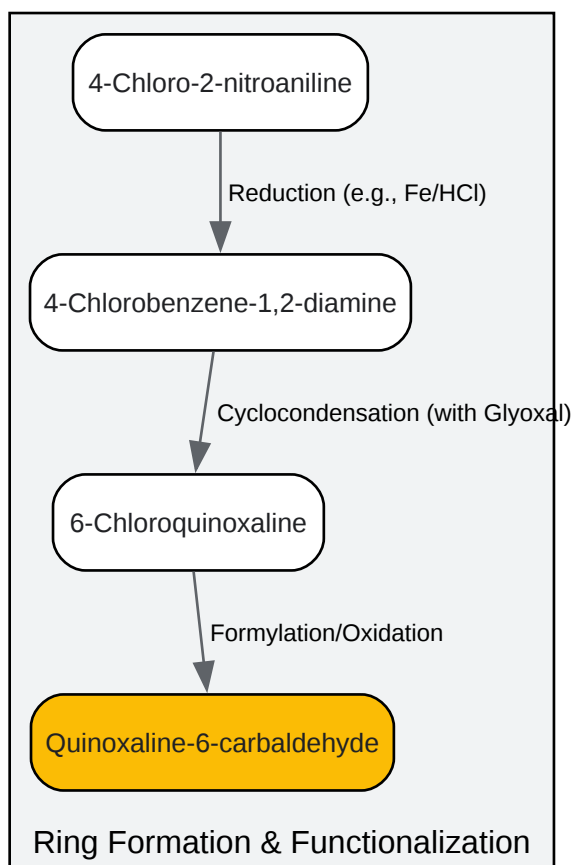 4-Chloro-2-nitroaniline
Reduction (e.g., Fe/HCl)
4-Chlorobenzene-1,2-diamine
Cyclocondensation (with Glyoxal)
6-Chloroquinoxaline
Formylation/Oxidation
Quinoxaline-6-carbaldehyde
Ring Formation & Functionalization